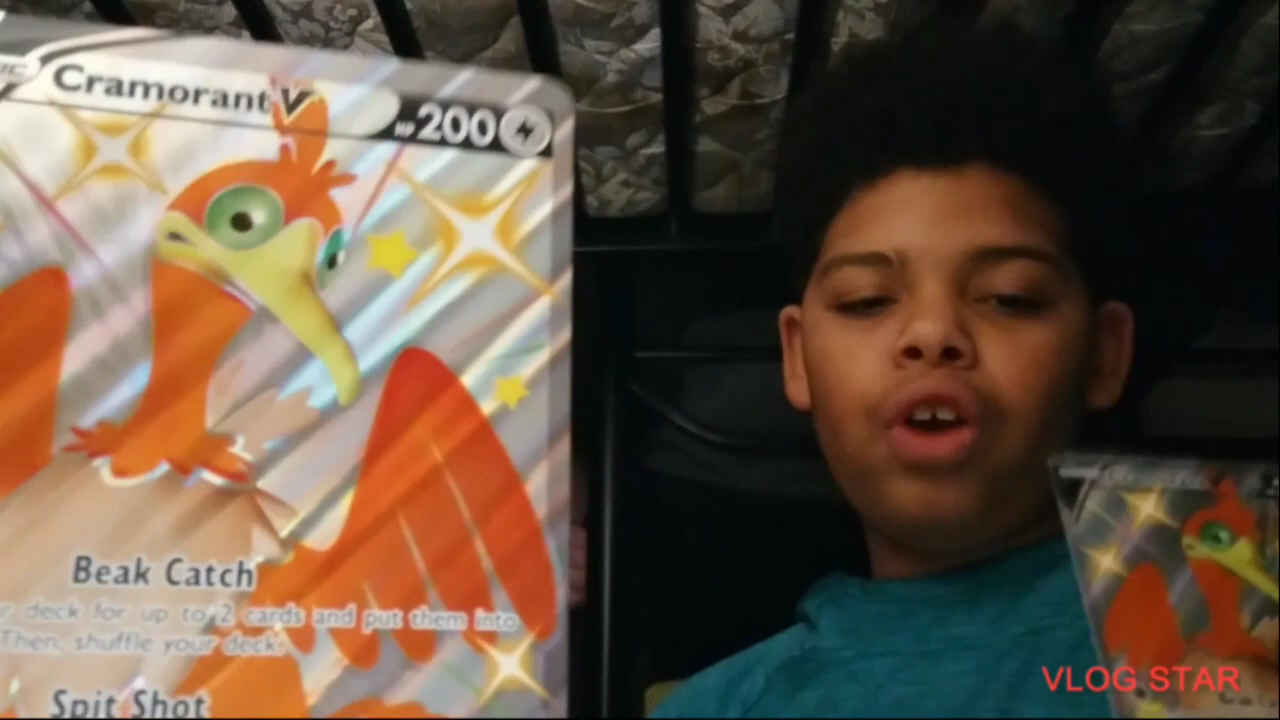 Cramorant V HP 200
Beak Catch
r deck for up to 2 cards and put them into
Then, shuffle your deck.
Spit Shot
VLOG STAR